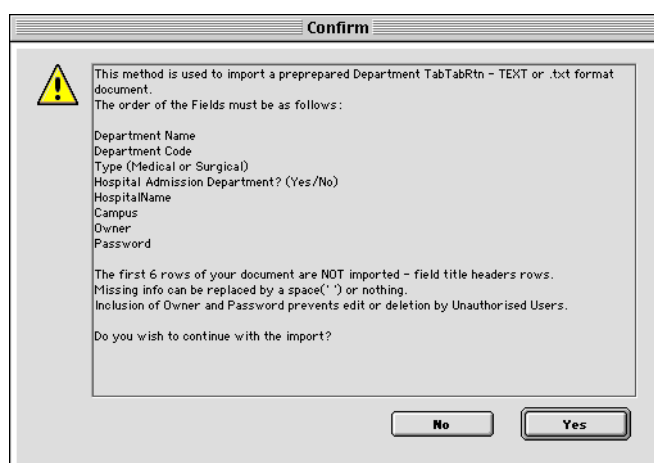 Confirm
This method is used to import a preprepared Department TabTabRtn - TEXT or .txt format
document.
The order of the Fields must be as follows:
Department Name
Department Code
Type (Medical or Surgical)
Hospital Admission Department? (Yes/No)
HospitalName
Campus
Owner
Password
The first 6 rows of your document are NOT imported - field title headers rows.
Missing info can be replaced by a space(' ') or nothing.
Inclusion of Owner and Password prevents edit or deletion by Unauthorised Users.
Do you wish to continue with the import?
No Yes